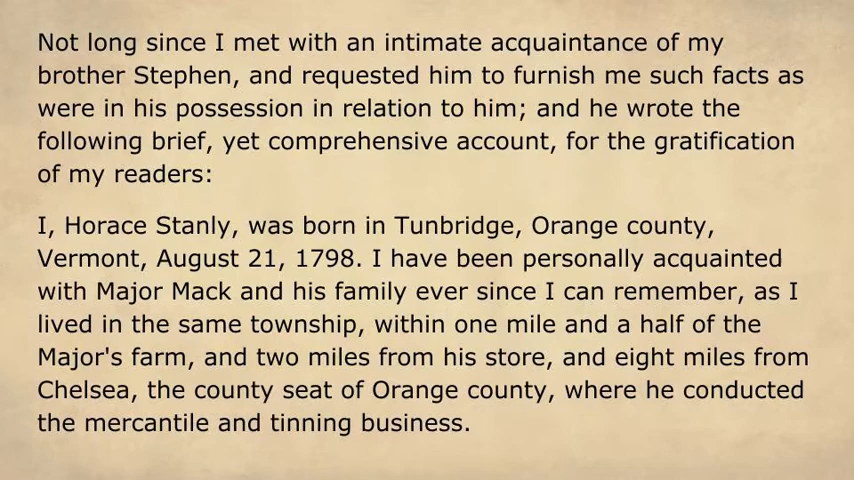 Not long since I met with an intimate acquaintance of my
brother Stephen, and requested him to furnish me such facts as
were in his possession in relation to him; and he wrote the
following brief, yet comprehensive account, for the gratification
of my readers:
I, Horace Stanly, was born in Tunbridge, Orange county,
Vermont, August 21, 1798. I have been personally acquainted
with Major Mack and his family ever since I can remember, as I
lived in the same township, within one mile and a half of the
Major's farm, and two miles from his store, and eight miles from
Chelsea, the county seat of Orange county, where he conducted
the mercantile and tinning business.